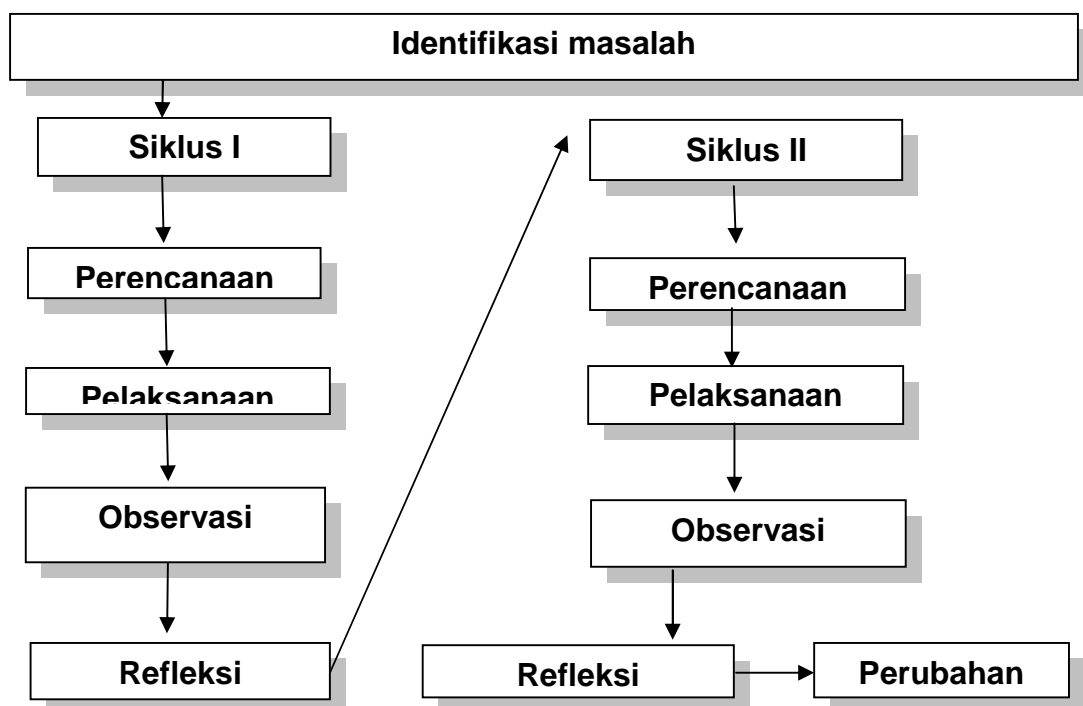 Identifikasi masalah
Siklus I
Perencanaan
Pelaksanaan
Observasi
Refleksi
Siklus II
Perencanaan
Pelaksanaan
Observasi
Refleksi
Perubahan